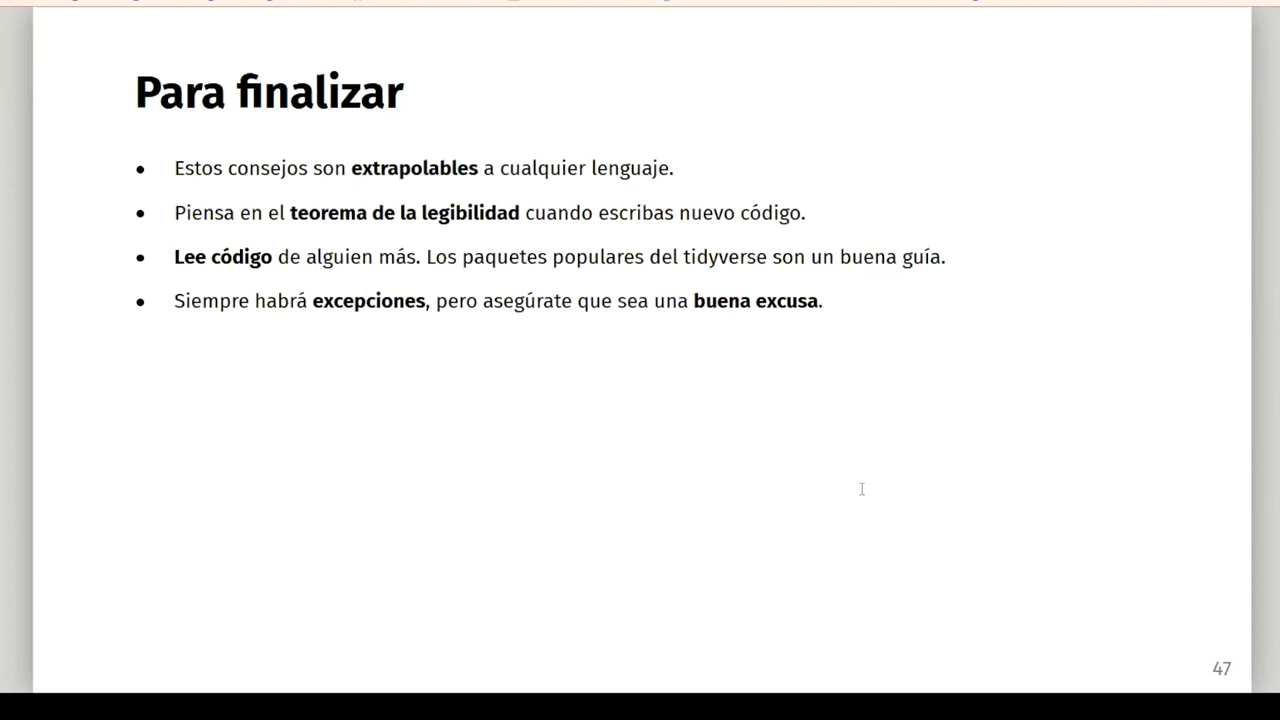 Para finalizar
• Estos consejos son extrapolables a cualquier lenguaje.
• Piensa en el teorema de la legibilidad cuando escribas nuevo código.
• Lee código de alguien más. Los paquetes populares del tidyverse son un buena guía.
• Siempre habrá excepciones, pero asegúrate que sea una buena excusa.
47